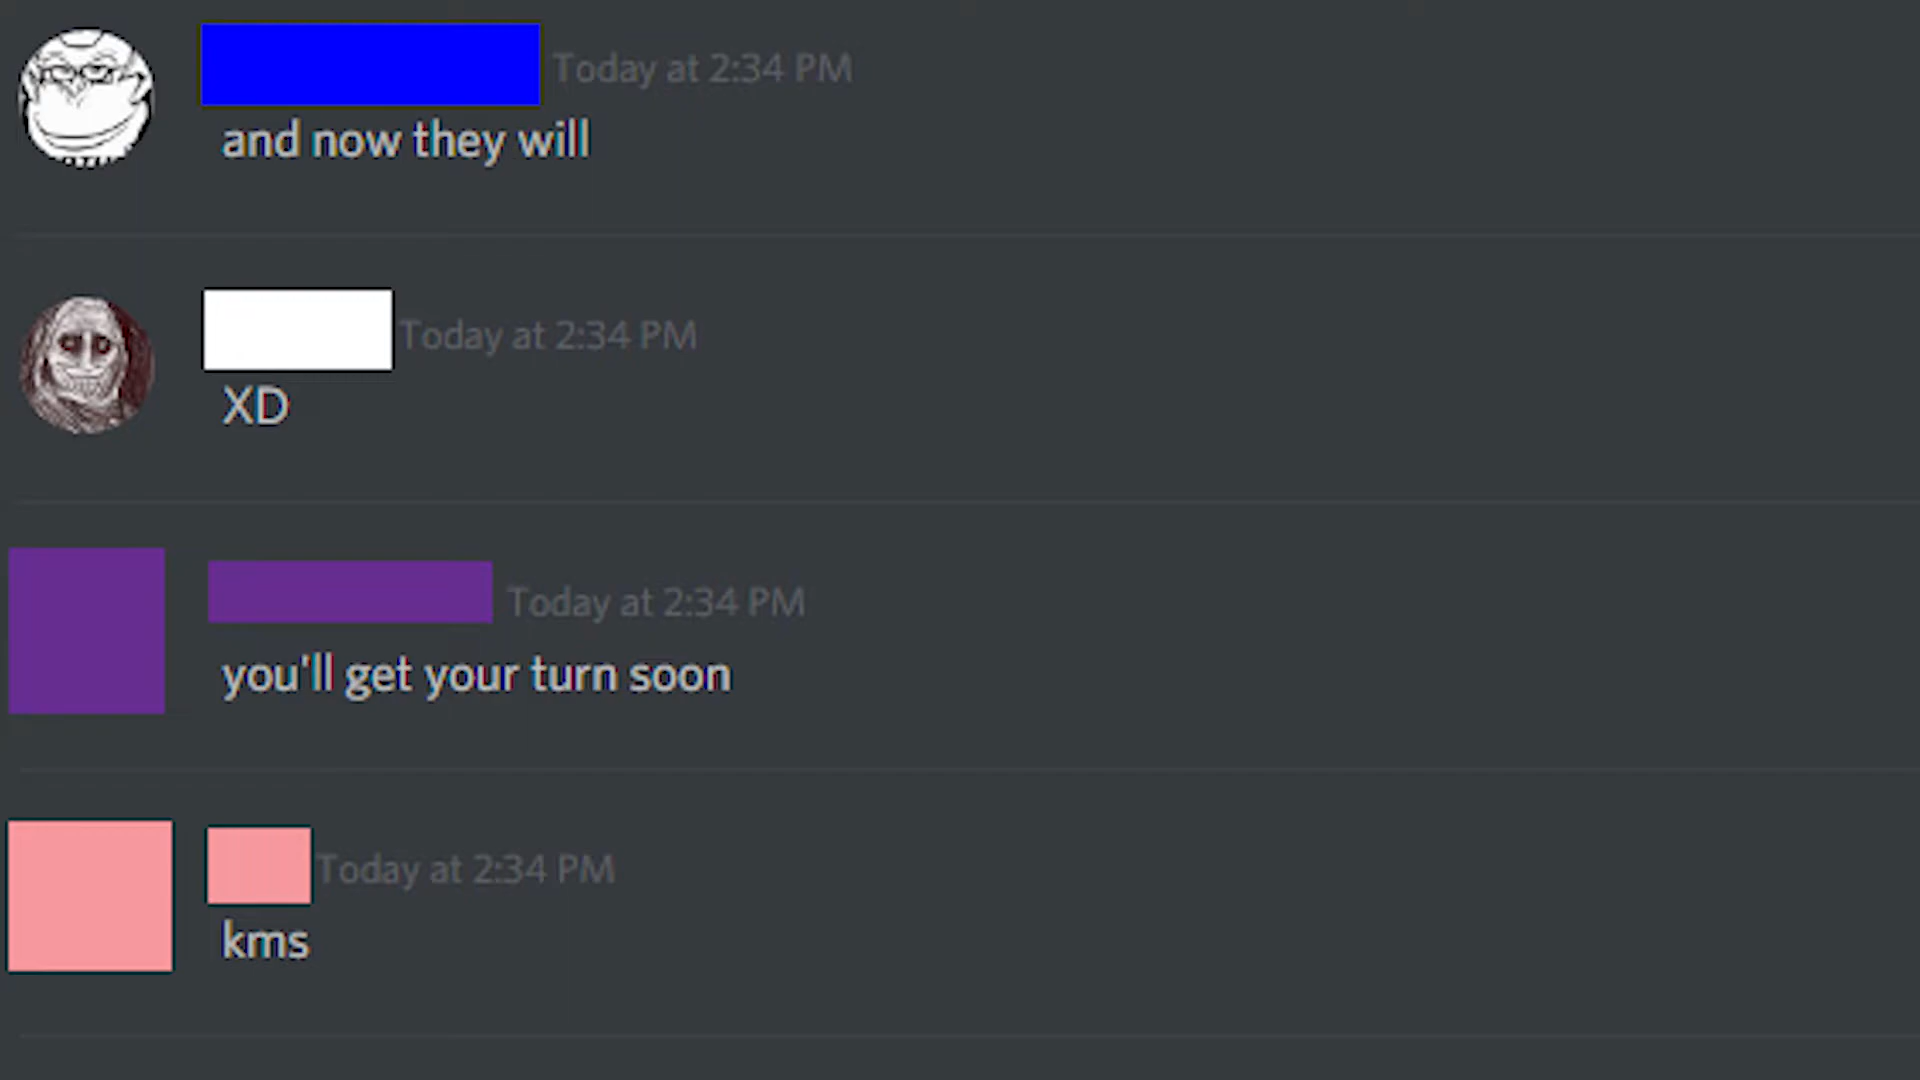 Today at 2:34 PM
and now they will
Today at 2:34 PM
XD
Today at 2:34 PM
you'll get your turn soon
Today at 2:34 PM
kms